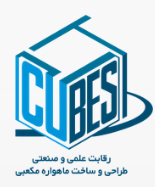 CUBES
رقابت علمی و صنعتی
طراحی و ساخت ماهواره مکعبی